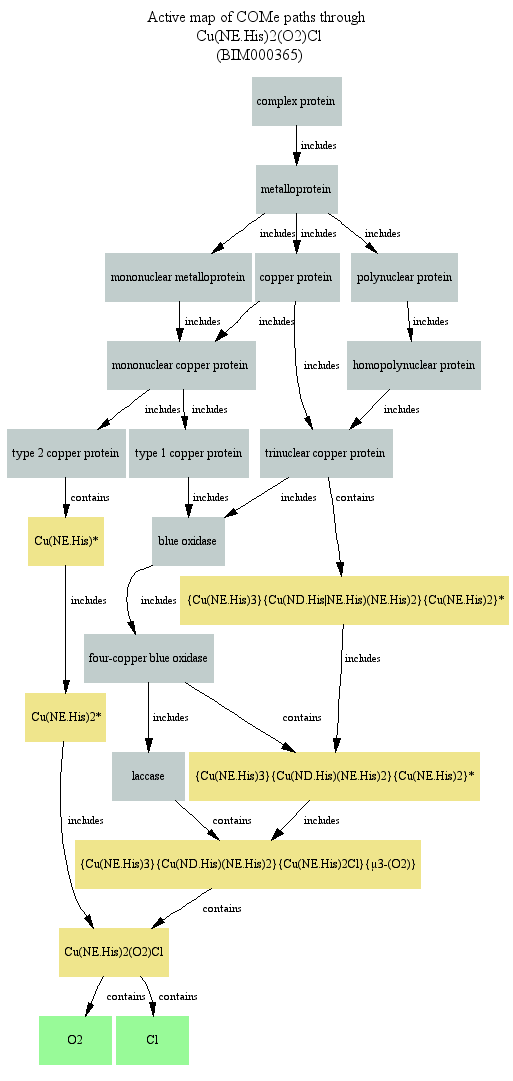 Active map of COMe paths through
Cu(NE.His)2(O2)Cl
(BIM000365)
complex protein
includes
metalloprotein
includes
includes
includes
mononuclear metalloprotein
copper protein
polynuclear protein
includes
includes
includes
mononuclear copper protein
includes
homopolynuclear protein
includes
includes
includes
type 2 copper protein
type 1 copper protein
trinuclear copper protein
contains
includes
includes
contains
Cu(NE.His)*
blue oxidase
includes
includes
{Cu(NE.His)3}{Cu(ND.His|NE.His)(NE.His)2}{Cu(NE.His)2}*
four-copper blue oxidase
includes
Cu(NE.His)2*
includes
contains
laccase
{Cu(NE.His)3}{Cu(ND.His)(NE.His)2}{Cu(NE.His)2}*
includes
contains
includes
{Cu(NE.His)3}{Cu(ND.His)(NE.His)2}{Cu(NE.His)2Cl}{μ3-(O2)}
contains
Cu(NE.His)2(O2)Cl
contains
contains
O2
Cl